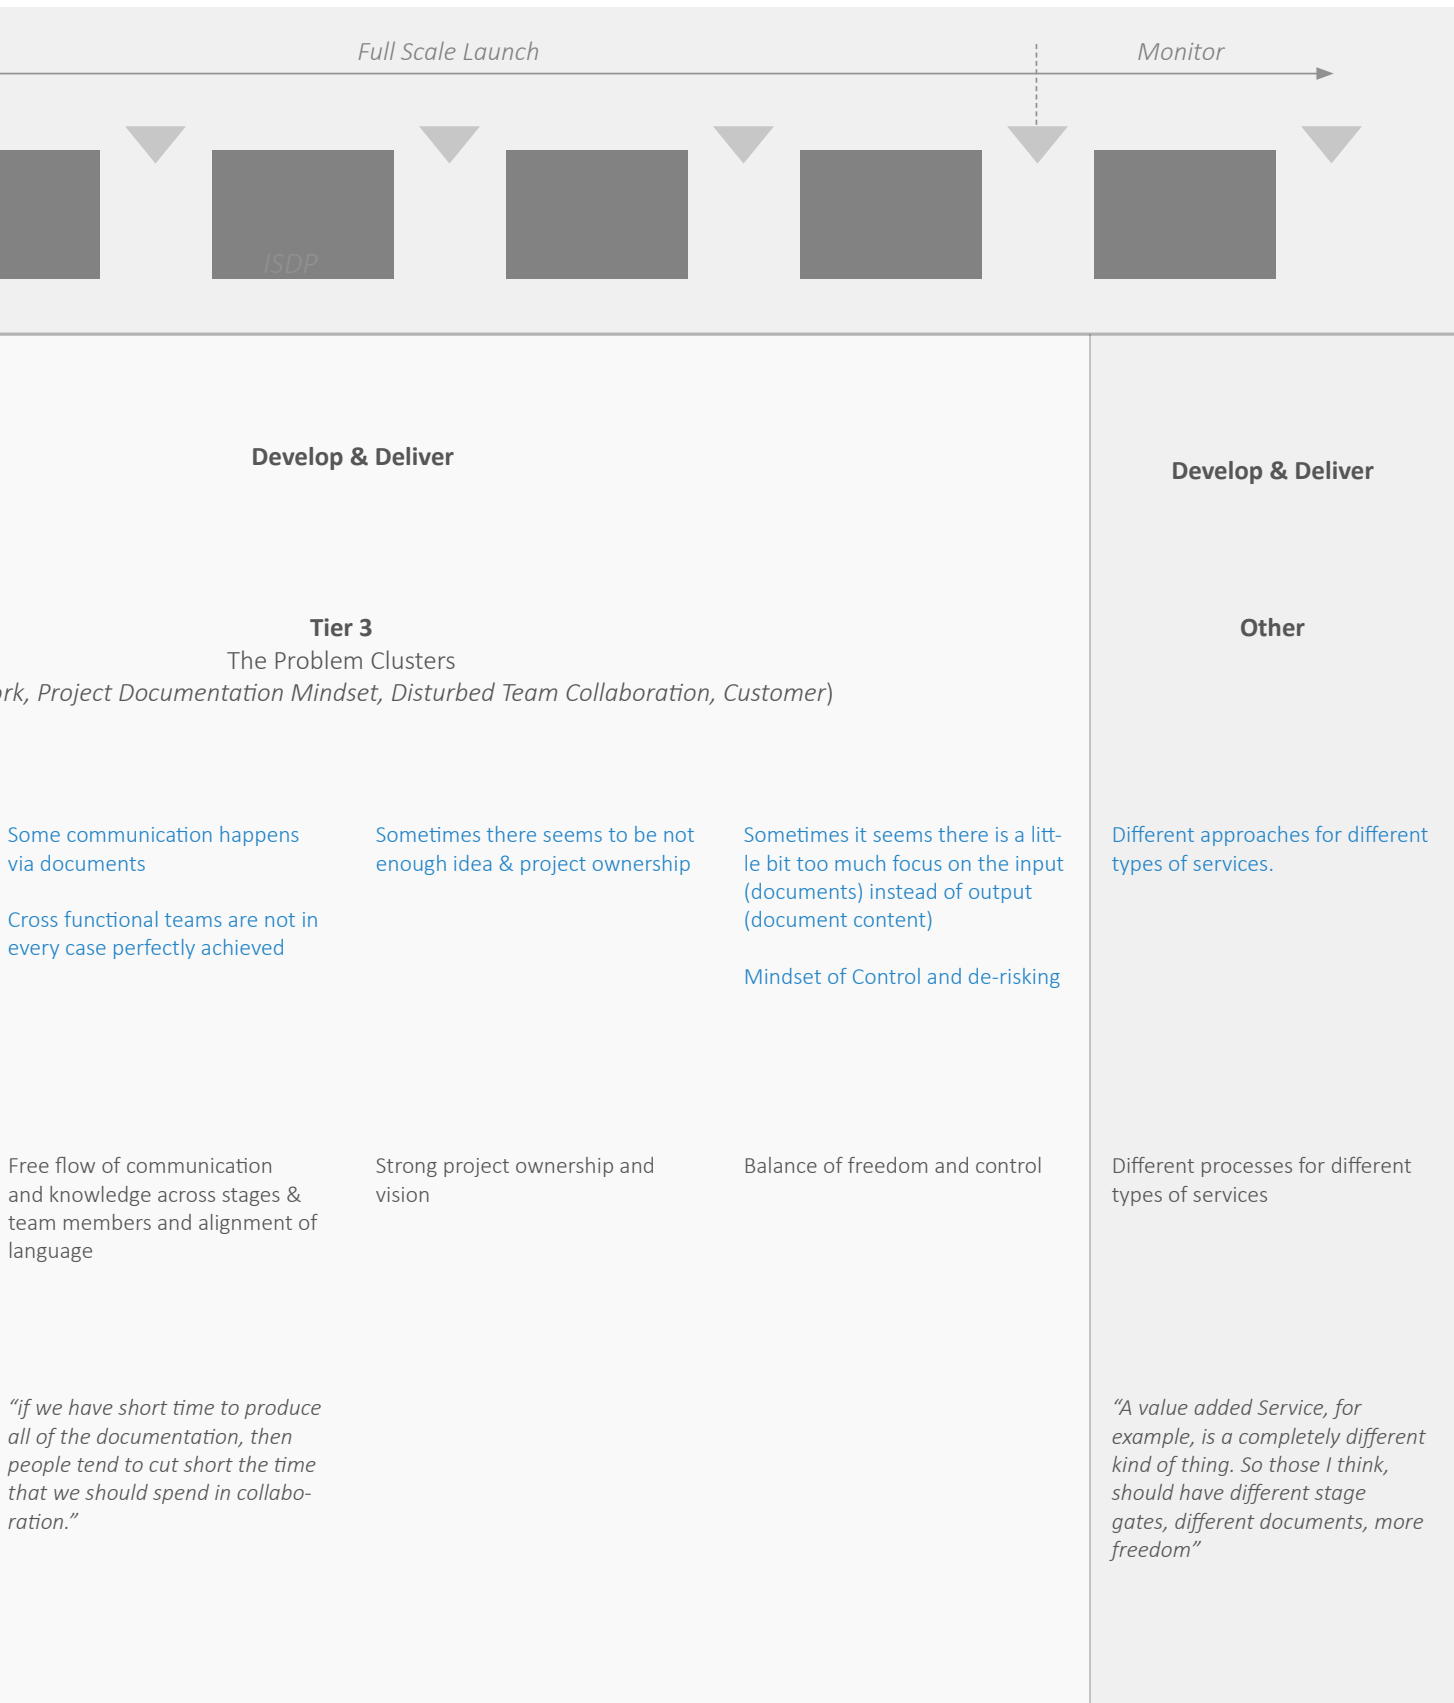 Full Scale Launch
Monitor
ISDP
Develop & Deliver
Develop & Deliver
Tier 3
The Problem Clusters
Project Documentation Mindset, Disturbed Team Collaboration, Customer)
Other
Some communication happens
via documents
Cross functional teams are not in
every case perfectly achieved
Sometimes there seems to be not
enough idea & project ownership
Sometimes it seems there is a litt-
le bit too much focus on the input
(documents) instead of output
(document content)
Mindset of Control and de-risking
Different approaches for different
types of services.
Free flow of communication
and knowledge across stages &
team members and alignment of
language
Strong project ownership and
vision
Balance of freedom and control
Different processes for different
types of services
“if we have short time to produce
all of the documentation, then
people tend to cut short the time
that we should spend in collabo-
ration.”
“A value added Service, for
example, is a completely different
kind of thing. So those I think,
should have different stage
gates, different documents, more
freedom”